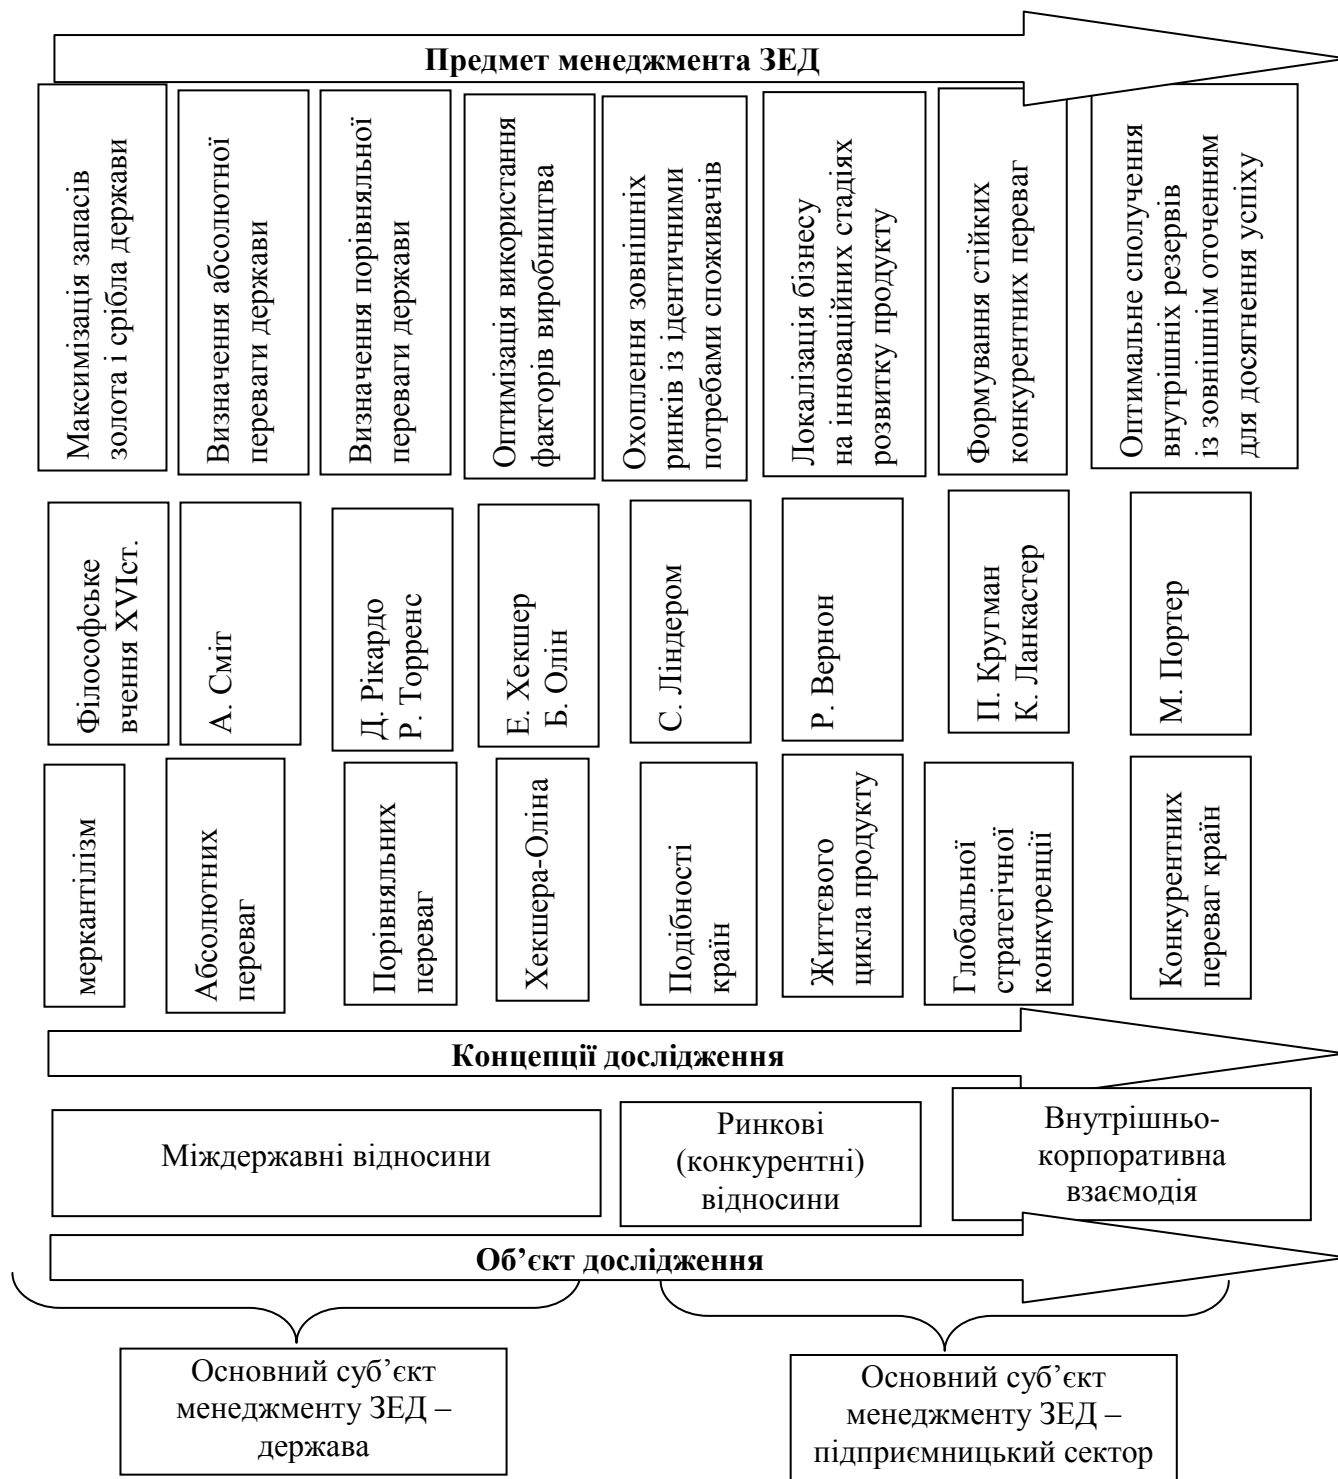 Предмет менеджмента ЗЕД
Максимізація запасів
золота і срібла держави
Визначення абсолютної
переваги держави
Визначення порівняльної
переваги держави
Оптимізація використання
факторів виробництва
Охоплення зовнішніх
ринків із ідентичними
потребами споживачів
Локалізація бізнесу
на інноваційних стадіях
розвитку продукту
Формування стійких
конкурентних переваг
Оптимальне сполучення
внутрішніх резервів
із зовнішнім оточенням
для досягнення успіху
Філософське
вчення XVIст.
А. Сміт
Д. Рікардо
Р. Торренс
Е. Хекшер
Б. Олін
С. Ліндером
Р. Вернон
П. Кругман
К. Ланкастер
М. Портер
меркантілізм
Абсолютних
переваг
Порівняльних
переваг
Хекшера-Оліна
Подібності
країн
Життєвого
цикла продукту
Глобальної
стратегічної
конкуренції
Конкурентних
переваг країн
Концепції дослідження
Міждержавні відносини
Ринкові
(конкурентні)
відносини
Внутрішньо-
корпоративна
взаємодія
Об’єкт дослідження
Основний суб’єкт
менеджменту ЗЕД –
держава
Основний суб’єкт
менеджменту ЗЕД –
підприємницький сектор